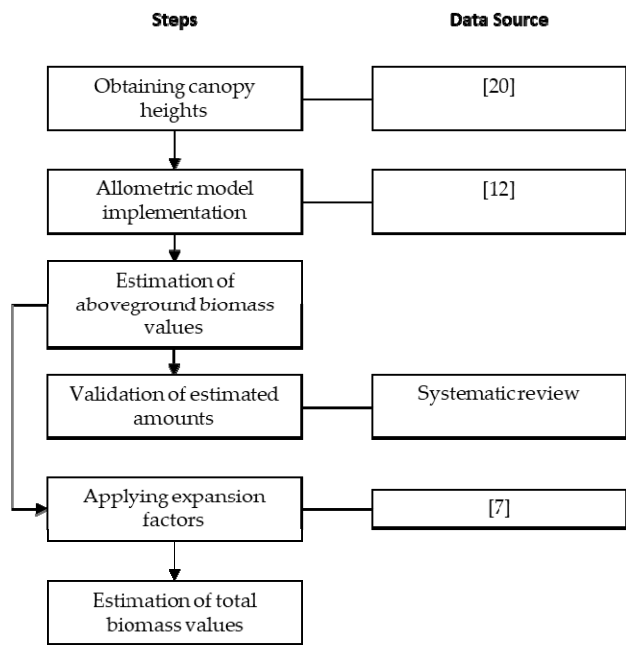 Steps
Data Source
Obtaining canopy
heights
[20]
Allometric model
implementation
[12]
Estimation of
aboveground biomass
values
Validation of estimated
amounts
Systematic review
Applying expansion
factors
[7]
Estimation of total
biomass values